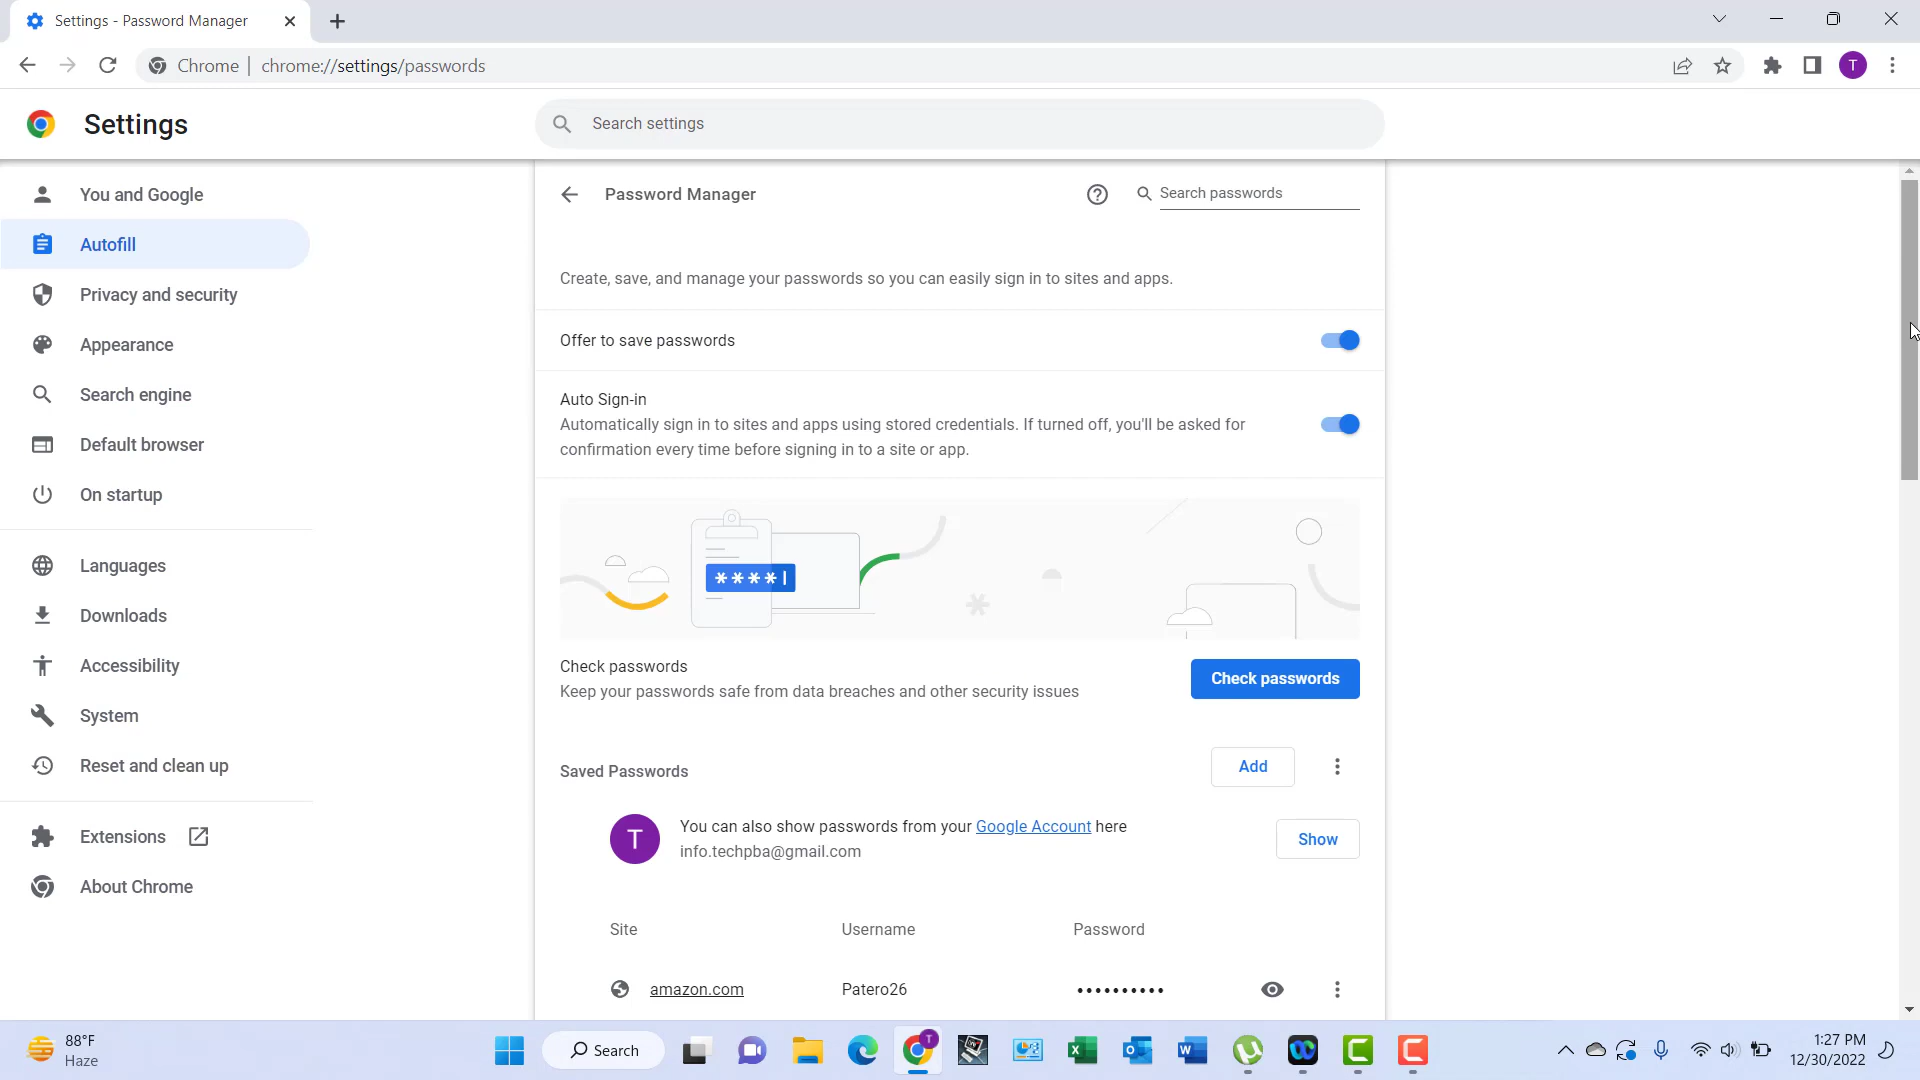 Settings - Password Manager
Chrome | chrome://settings/passwords
T
Settings
Search settings
You and Google
Autofill
Privacy and security
Appearance
Search engine
Default browser
On startup
Languages
Downloads
Accessibility
System
Reset and clean up
Extensions
About Chrome
Password Manager
Search passwords
Create, save, and manage your passwords so you can easily sign in to sites and apps.
Offer to save passwords
Auto Sign-in
Automatically sign in to sites and apps using stored credentials. If turned off, you'll be asked for
confirmation every time before signing in to a site or app.
****|
Check passwords
Keep your passwords safe from data breaches and other security issues
Check passwords
Saved Passwords
Add
T
You can also show passwords from your Google Account here
info.techpba@gmail.com
Show
Site Username Password
amazon.com Patero26 ••••••••••
88°F
Haze
Search
T
1:27 PM
12/30/2022